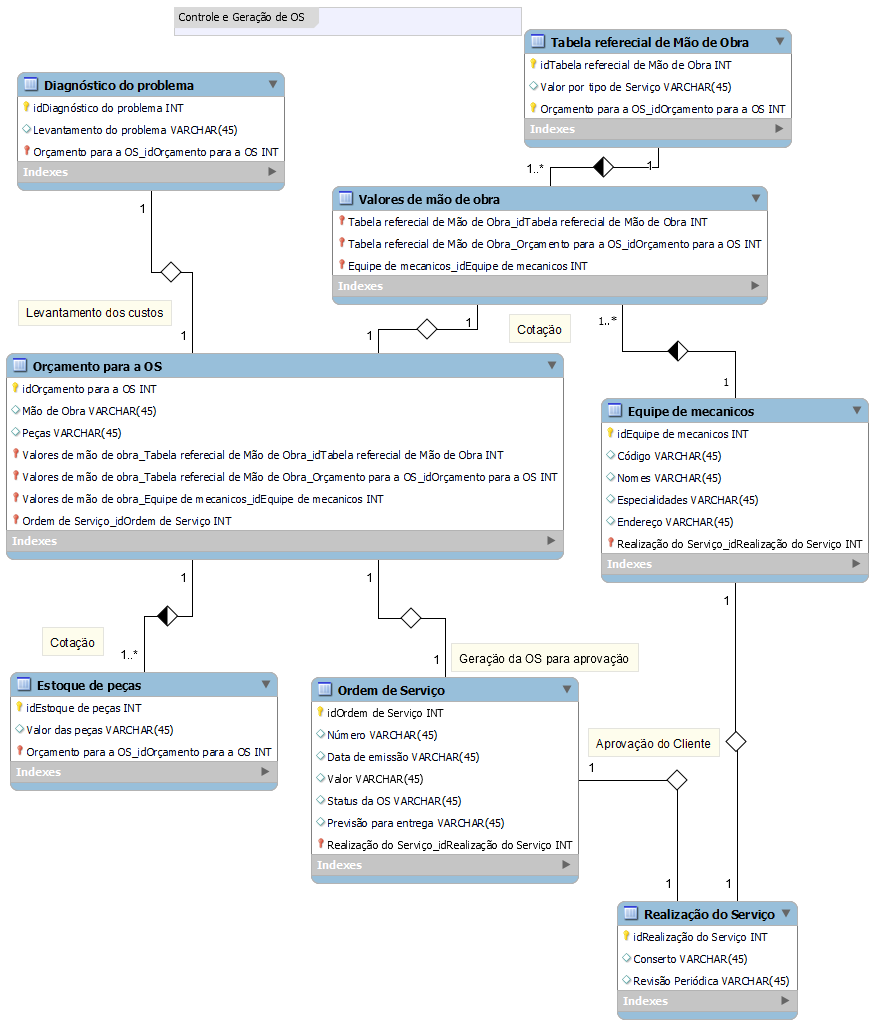 Controle e Geração de OS
Tabela referecial de Mão de Obra
idTabela referecial de Mão de Obra INT
Valor por tipo de Serviço VARCHAR(45)
Orçamento para a OS_idOrçamento para a OS INT
Indexes
Diagnóstico do problema
idDiagnóstico do problema INT
Levantamento do problema VARCHAR(45)
Orçamento para a OS_idOrçamento para a OS INT
Indexes
1..*
1
Valores de mão de obra
Tabela referecial de Mão de Obra_idTabela referecial de Mão de Obra INT
Tabela referecial de Mão de Obra_Orçamento para a OS_idOrçamento para a OS INT
Equipe de mecanicos_idEquipe de mecanicos INT
Indexes
1
Levantamento dos custos
1
1
1
Cotação
1..*
1
Orçamento para a OS
idOrçamento para a OS INT
Mão de Obra VARCHAR(45)
Peças VARCHAR(45)
Valores de mão de obra_Tabela referecial de Mão de Obra_idTabela referecial de Mão de Obra INT
Valores de mão de obra_Tabela referecial de Mão de Obra_Orçamento para a OS_idOrçamento para a OS INT
Valores de mão de obra_Equipe de mecanicos_idEquipe de mecanicos INT
Ordem de Serviço_idOrdem de Serviço INT
Indexes
Equipe de mecanicos
idEquipe de mecanicos INT
Código VARCHAR(45)
Nomes VARCHAR(45)
Especialidades VARCHAR(45)
Endereço VARCHAR(45)
Realização do Serviço_idRealização do Serviço INT
Indexes
1
1
1
Cotação
1..*
1
Geração da OS para aprovação
Estoque de peças
idEstoque de peças INT
Valor das peças VARCHAR(45)
Orçamento para a OS_idOrçamento para a OS INT
Indexes
Ordem de Serviço
idOrdem de Serviço INT
Número VARCHAR(45)
Data de emissão VARCHAR(45)
Valor VARCHAR(45)
Status da OS VARCHAR(45)
Previsão para entrega VARCHAR(45)
Realização do Serviço_idRealização do Serviço INT
Indexes
Aprovação do Cliente
1
1
1
Realização do Serviço
idRealização do Serviço INT
Conserto VARCHAR(45)
Revisão Periódica VARCHAR(45)
Indexes